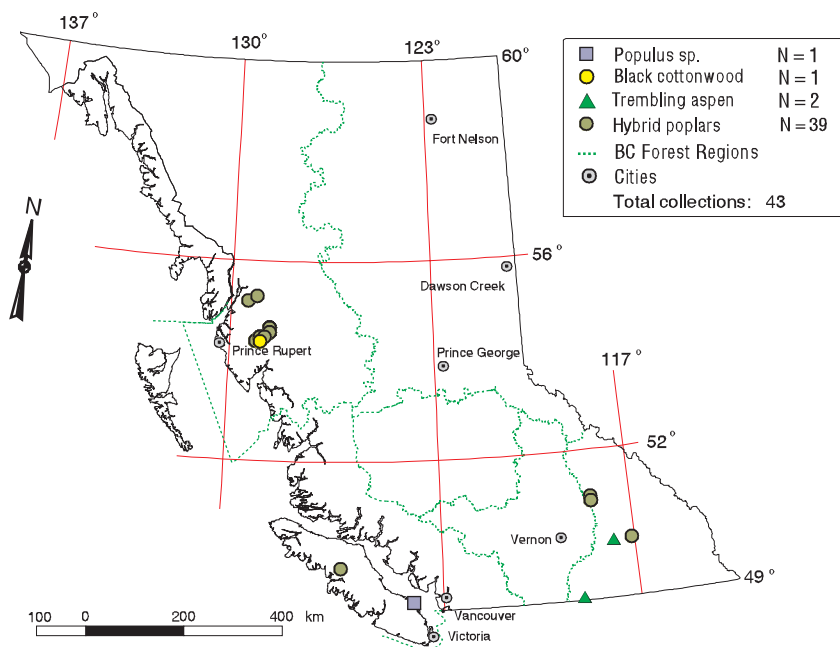 137°
130°
123°
60°
Populus sp. N = 1
Black cottonwood N = 1
Trembling aspen N = 2
Hybrid poplars N = 39
BC Forest Regions
Cities
Total collections: 43
Fort Nelson
N
56°
Dawson Creek
Prince Rupert
Prince George
117°
52°
Vernon
49°
100 0 200 400 km
Vancouver
Victoria